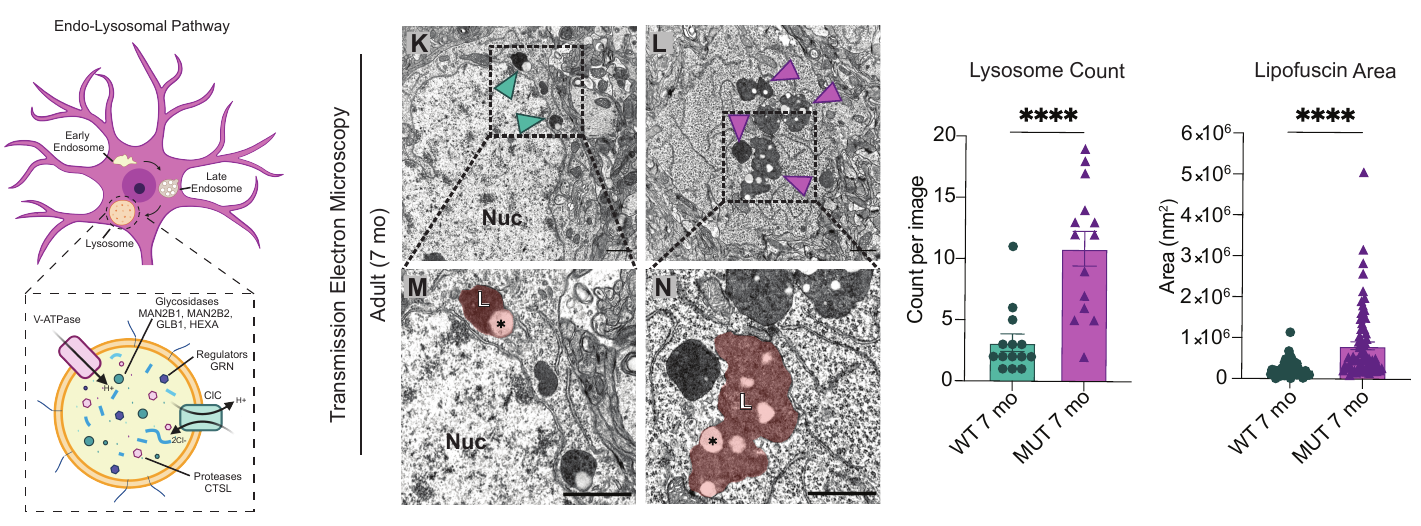 Endo-Lysosomal Pathway
Early
Endosome
Late
Endosome
Lysosome
Glycosidases
MAN2B1, MAN2B2,
GLB1, HEXA
V-ATPase
Regulators
GRN
H+
ClC
H+
2Cl-
Proteases
CTSL
Transmission Electron Microscopy
Adult (7 mo)
K
Nuc
L
M
L
*
Nuc
N
L
*
Lysosome Count
****
Count per image
20
15
10
5
0
WT 7 mo
MUT 7 mo
Lipofuscin Area
****
Area (nm²)
6×10⁶
5×10⁶
4×10⁶
3×10⁶
2×10⁶
1×10⁶
0
WT 7 mo
MUT 7 mo